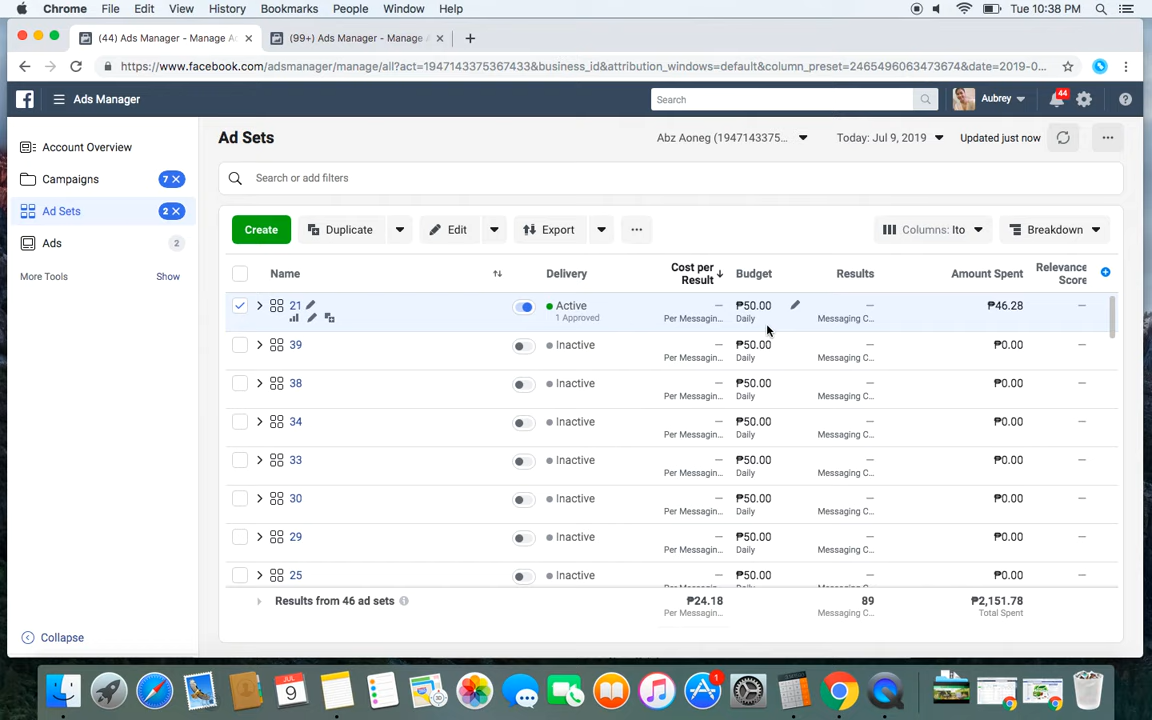 Chrome File Edit View History Bookmarks People Window Help Tue 10:38 PM
(44) Ads Manager - Manage A (99+) Ads Manager - Manage
https://www.facebook.com/adsmanager/manage/all?act=1947143375367433&business_id&attribution_windows=default&column_preset=2465496063473674&date=2019-0...
Ads Manager Search Aubrey 44
Account Overview
Campaigns 7 X
Ad Sets 2 X
Ads 2
More Tools Show
Collapse
Ad Sets Abz Aoneg (1947143375... Today: Jul 9, 2019 Updated just now
Search or add filters
Create Duplicate Edit Export Columns: Ito Breakdown
Name Delivery Cost per Result Budget Results Amount Spent Relevance Score
21 Active — ₱50.00 — ₱46.28 —
1 Approved Per Messagin... Daily Messaging C...
39 Inactive — ₱50.00 — ₱0.00 —
Per Messagin... Daily Messaging C...
38 Inactive — ₱50.00 — ₱0.00 —
Per Messagin... Daily Messaging C...
34 Inactive — ₱50.00 — ₱0.00 —
Per Messagin... Daily Messaging C...
33 Inactive — ₱50.00 — ₱0.00 —
Per Messagin... Daily Messaging C...
30 Inactive — ₱50.00 — ₱0.00 —
Per Messagin... Daily Messaging C...
29 Inactive — ₱50.00 — ₱0.00 —
Per Messagin... Daily Messaging C...
25 Inactive — ₱50.00 — ₱0.00 —
Results from 46 ad sets ₱24.18 89 ₱2,151.78
Per Messagin... Messaging C... Total Spent
JUL
9
1